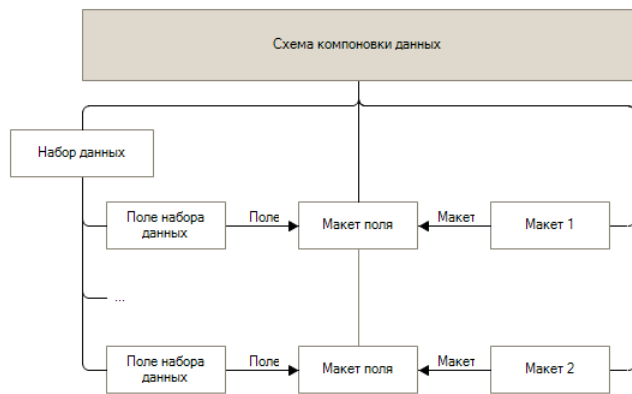 Схема компоновки данных
Набор данных
Поле набора
данных
Поле
Макет поля
Макет
Макет 1
...
Поле набора
данных
Поле
Макет поля
Макет
Макет 2